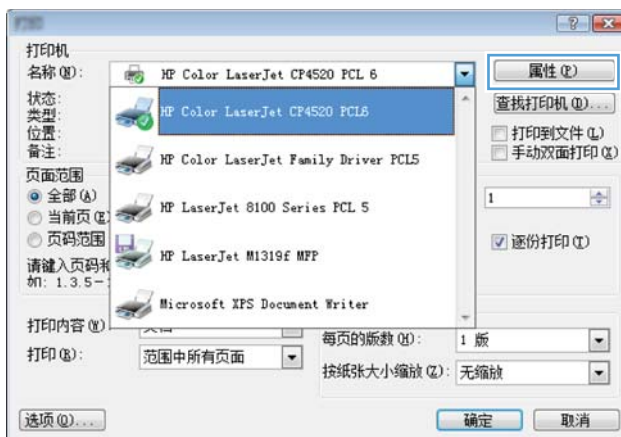 打印机
名称(N): HP Color LaserJet CP4520 PCL 6 属性(P)
状态: HP Color LaserJet CP4520 PCL6 查找打印机(D)...
类型:
位置: 打印到文件(L)
备注: HP Color LaserJet Family Driver PCL5 手动双面打印(X)
页面范围
全部(A) HP LaserJet 8100 Series PCL 5 1
当前页(E)
页码范围 HP LaserJet M1319f MFP 逐份打印(T)
请键入页码和
如: 1.3.5-
Microsoft XPS Document Writer
打印内容(W): 每页的版数(H): 1 版
打印(R): 范围中所有页面 按纸张大小缩放(Z): 无缩放
选项(O)... 确定 取消